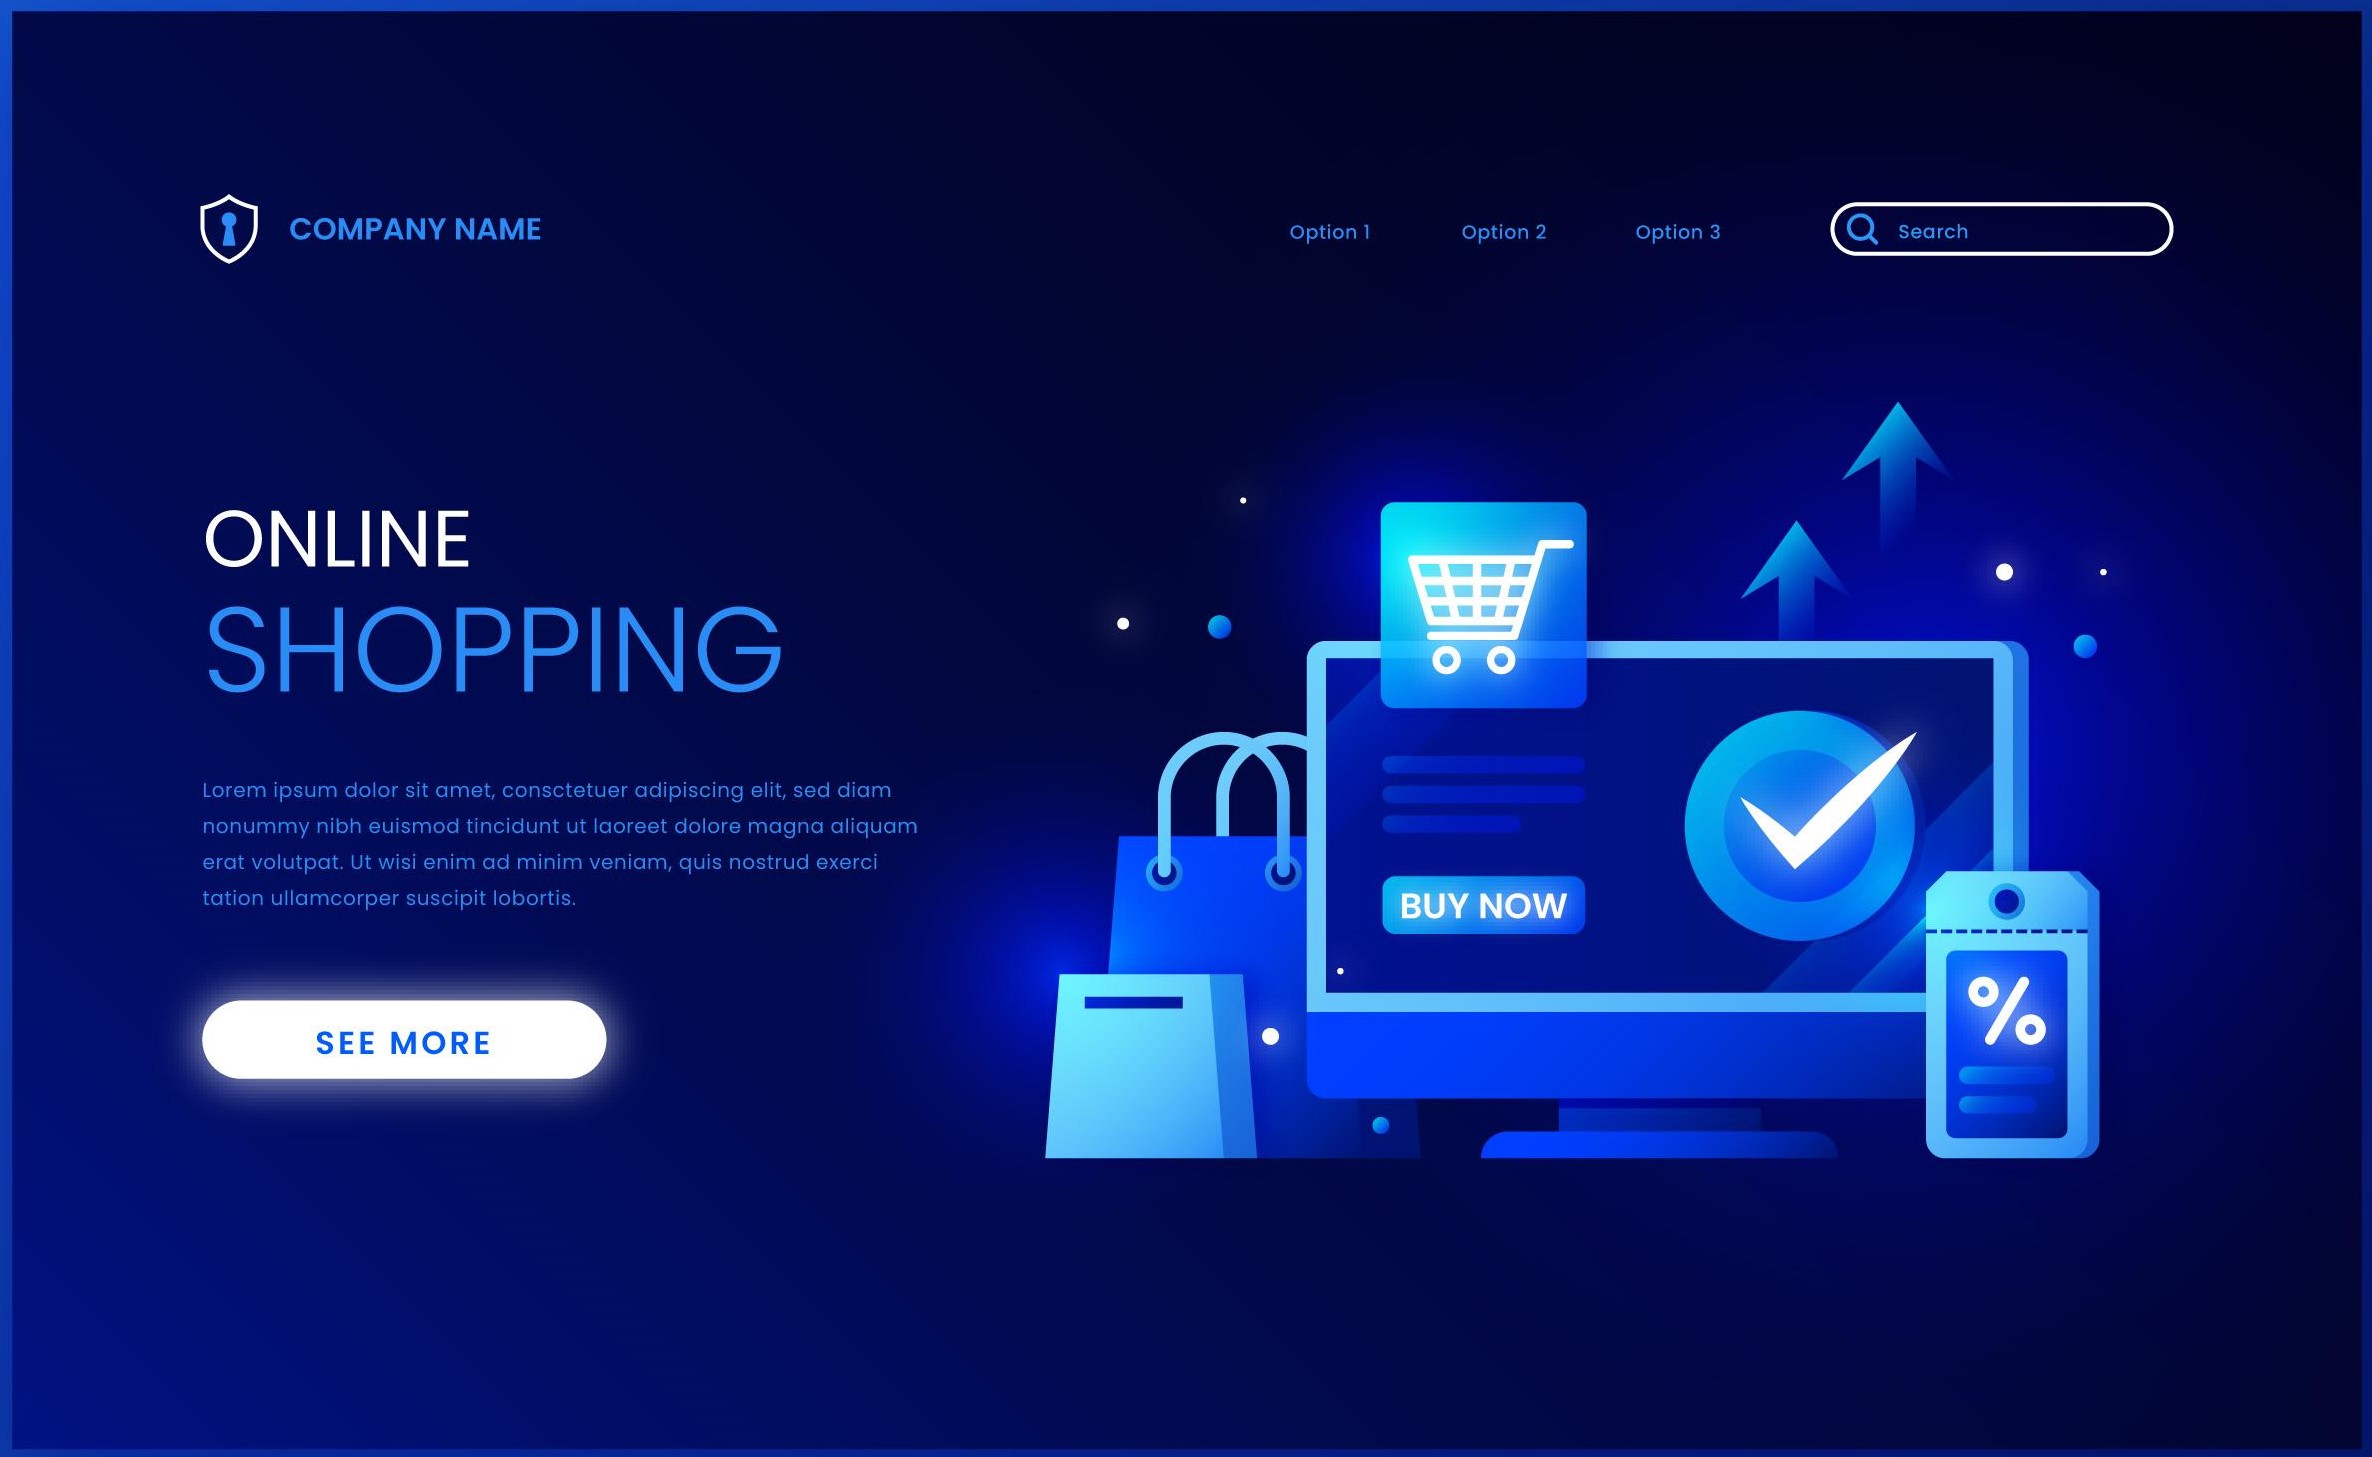 COMPANY NAME
Option 1
Option 2
Option 3
Search
ONLINE
SHOPPING
Lorem ipsum dolor sit amet, consctetuer adipiscing elit, sed diam
nonummy nibh euismod tincidunt ut laoreet dolore magna aliquam
erat volutpat. Ut wisi enim ad minim veniam, quis nostrud exerci
tation ullamcorper suscipit lobortis.
SEE MORE
BUY NOW
%